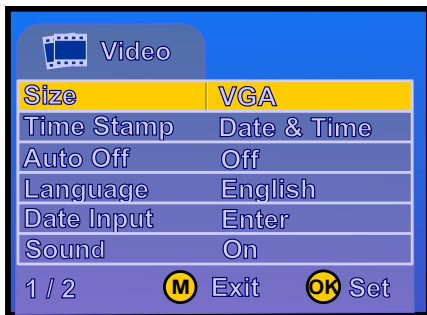 Video
Size VGA
Time Stamp Date & Time
Auto Off Off
Language English
Date Input Enter
Sound On
1 / 2 M Exit OK Set